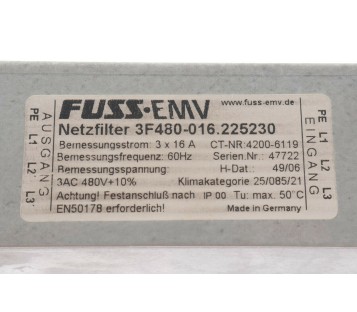 FUSS-EMV
www.fuss-emv.de
Netzfilter 3F480-016.225230
Bemessungsstrom: 3 x 16 A CT-NR:4200-6119
Bemessungsfrequenz: 60Hz Serien.Nr.: 47722
Bemessungsspannung: H-Dat.: 49/06
3AC 480V+10% Klimakategorie 25/085/21
Achtung! Festanschluß nach IP 00 Tu: max. 50°C
EN50178 erforderlich! Made in Germany
AUSGANG
PE L1 L2' L3'
PE L1 L2 L3
EINGANG